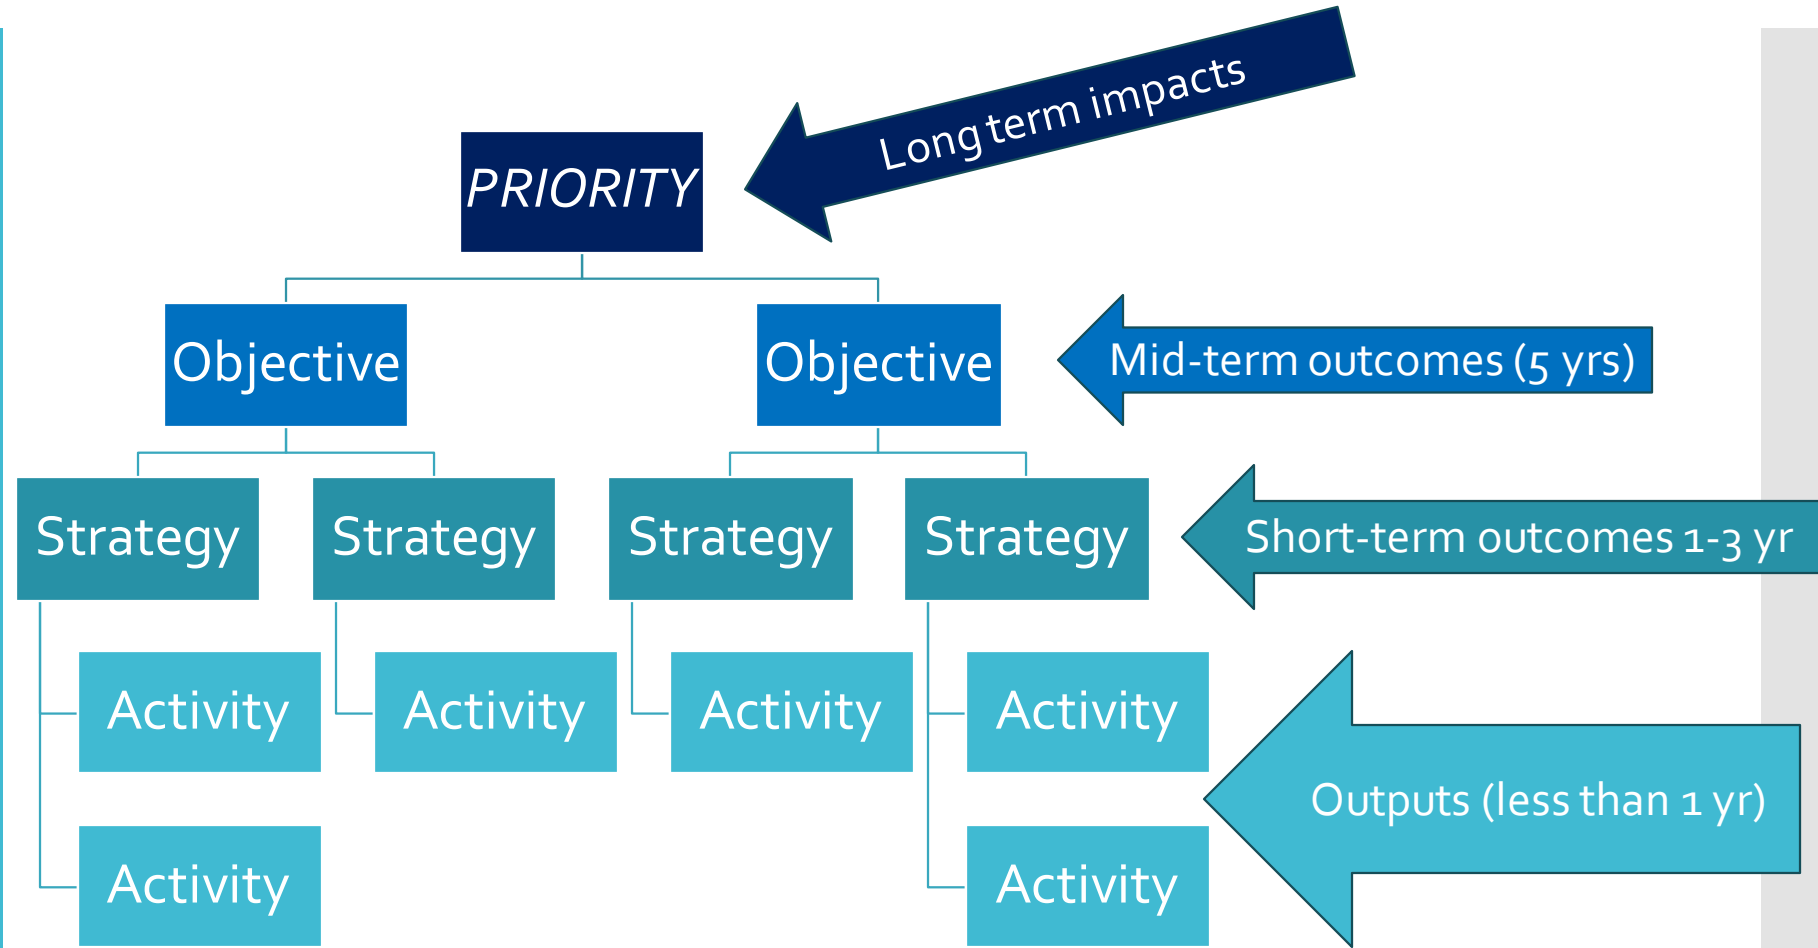 Long term impacts
PRIORITY
Objective
Objective
Mid-term outcomes (5 yrs)
Strategy
Strategy
Strategy
Strategy
Short-term outcomes 1-3 yr
Activity
Activity
Activity
Activity
Outputs (less than 1 yr)
Activity
Activity